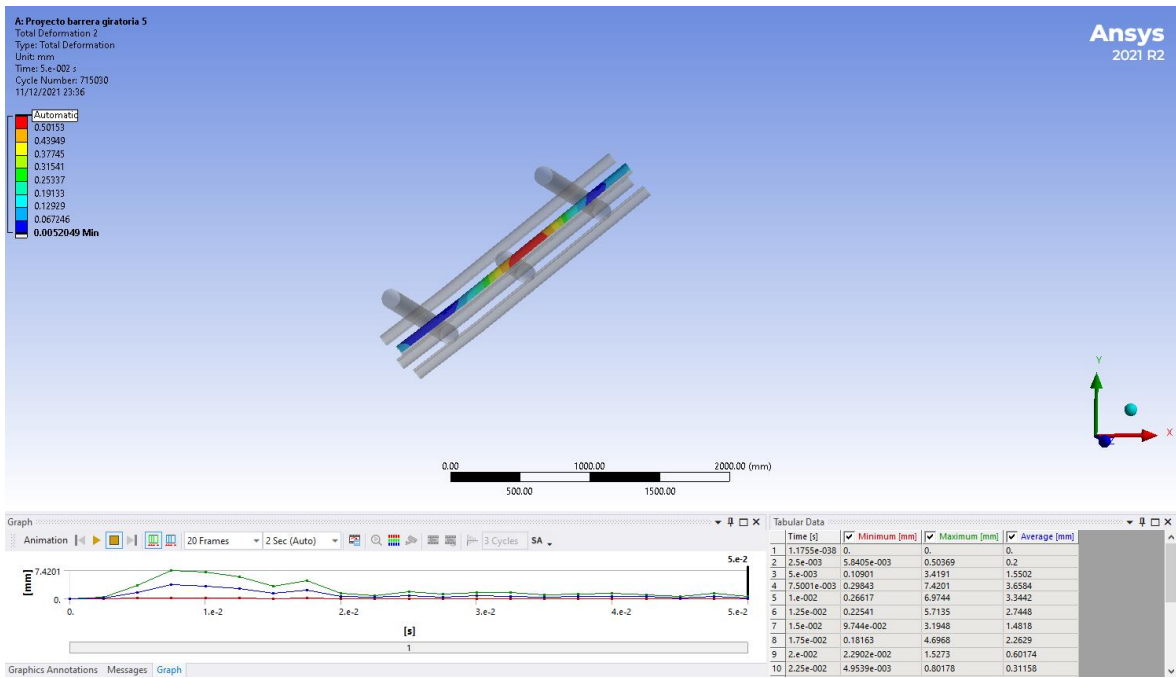 A: Proyecto barrera giratoria 5
Total Deformation 2
Type: Total Deformation
Unit: mm
Time: 5.e-002 s
Cycle Number: 715030
11/12/2021 23:36
Automatic
0.50153
0.43949
0.37745
0.31541
0.25337
0.19133
0.12929
0.067246
0.0052049 Min
Ansys
2021 R2
Y
X
0.00 1000.00 2000.00 (mm)
500.00 1500.00
Graph
Animation 20 Frames 2 Sec (Auto) 3 Cycles SA
5.e-2
7.4201
[mm]
0.
0. 1.e-2 2.e-2 3.e-2 4.e-2 5.e-2
[s]
1
Graphics Annotations Messages Graph
Tabular Data
Time [s] Minimum [mm] Maximum [mm] Average [mm]
1 1.1755e-038 0. 0. 0.
2 2.5e-003 5.8405e-003 0.50369 0.2
3 5.e-003 0.10901 3.4191 1.5502
4 7.5001e-003 0.29843 7.4201 3.6584
5 1.e-002 0.26617 6.9744 3.3442
6 1.25e-002 0.22541 5.7135 2.7448
7 1.5e-002 9.744e-002 3.1948 1.4818
8 1.75e-002 0.18163 4.6968 2.2629
9 2.e-002 2.2902e-002 1.5273 0.60174
10 2.25e-002 4.9539e-003 0.80178 0.31158